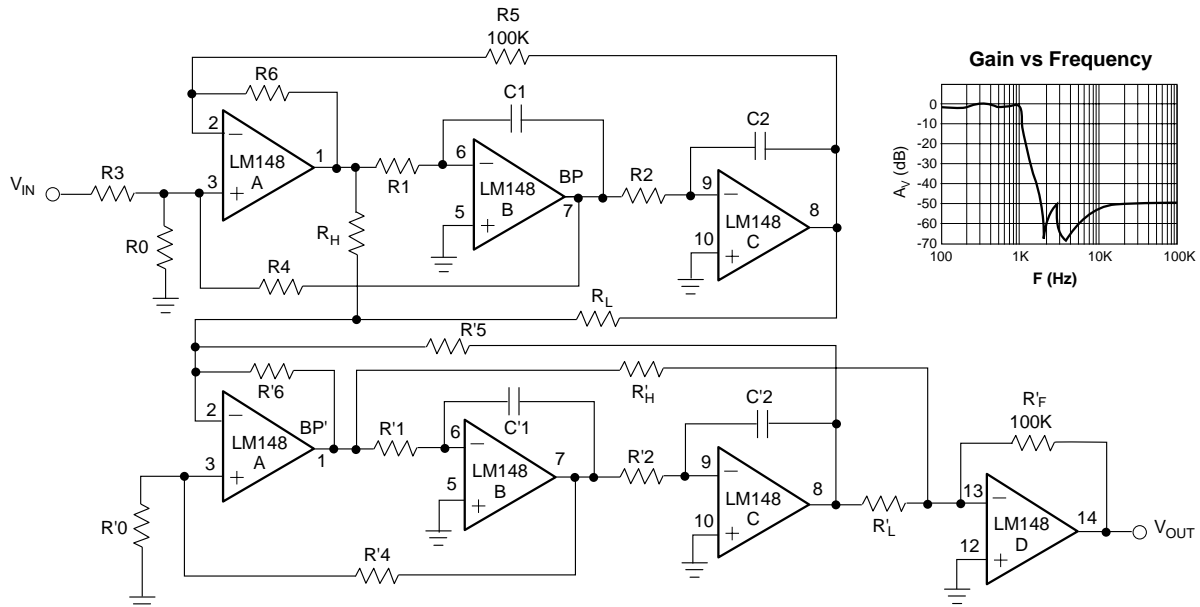 R5
100K
R6
2
−
LM148
A
1
3
+
V_IN
R3
R0
R4
R1
C1
6
−
LM148
B
BP
7
5
+
R_H
R2
C2
9
−
LM148
C
8
10
+
R_L
Gain vs Frequency
0
-10
-20
-30
-40
-50
-60
-70
A_V (dB)
100
1K
10K
100K
F (Hz)
R'5
R'6
2
−
LM148
A
BP'
1
3
+
R'0
R'4
R'1
C'1
6
−
LM148
B
7
5
+
R'H
R'2
C'2
9
−
LM148
C
8
10
+
R'L
R'F
100K
13
−
LM148
D
14
12
+
V_OUT